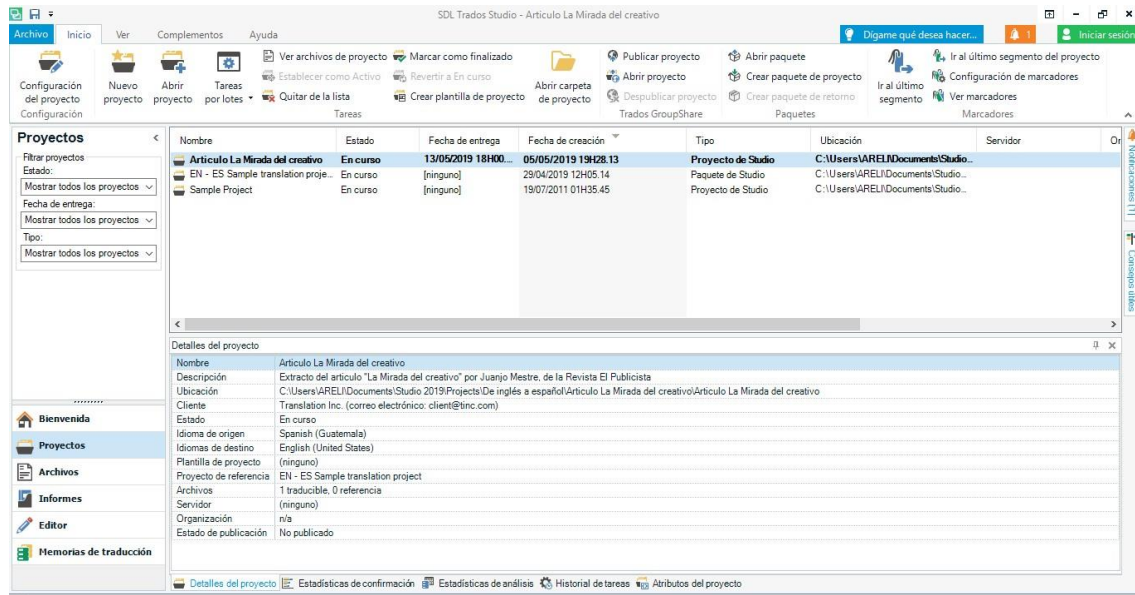 SDL Trados Studio - Articulo La Mirada del creativo
Archivo Inicio Ver Complementos Ayuda Dígame qué desea hacer... 1 Iniciar sesión
Configuración del proyecto
Nuevo proyecto
Abrir proyecto
Tareas por lotes
Ver archivos de proyecto Marcar como finalizado
Establecer como Activo Revertir a En curso
Quitar de la lista Crear plantilla de proyecto
Abrir carpeta de proyecto
Publicar proyecto
Abrir proyecto
Despublicar proyecto
Abrir paquete
Crear paquete de proyecto
Crear paquete de retorno
Ir al último segmento
Ir al último segmento del proyecto
Configuración de marcadores
Ver marcadores
Configuración Tareas Trados GroupShare Paquetes Marcadores
Proyectos
Filtrar proyectos
Estado:
Mostrar todos los proyectos
Fecha de entrega:
Mostrar todos los proyectos
Tipo:
Mostrar todos los proyectos
Bienvenida
Proyectos
Archivos
Informes
Editor
Memorias de traducción
Nombre Estado Fecha de entrega Fecha de creación Tipo Ubicación Servidor Or
Articulo La Mirada del creativo En curso 13/05/2019 18H00... 05/05/2019 19H28.13 Proyecto de Studio C:\Users\ARELI\Documents\Studio...
EN - ES Sample translation proje... En curso [ninguno] 29/04/2019 12H05.14 Paquete de Studio C:\Users\ARELI\Documents\Studio...
Sample Project En curso [ninguno] 19/07/2011 01H35.45 Proyecto de Studio C:\Users\ARELI\Documents\Studio...
Detalles del proyecto
Nombre Articulo La Mirada del creativo
Descripción Extracto del articulo "La Mirada del creativo" por Juanjo Mestre, de la Revista El Publicista
Ubicación C:\Users\ARELI\Documents\Studio 2019\Projects\De inglés a español\Articulo La Mirada del creativo\Articulo La Mirada del creativo
Cliente Translation Inc. (correo electrónico: client@tinc.com)
Estado En curso
Idioma de origen Spanish (Guatemala)
Idiomas de destino English (United States)
Plantilla de proyecto (ninguno)
Proyecto de referencia EN - ES Sample translation project
Archivos 1 traducible, 0 referencia
Servidor (ninguno)
Organización n/a
Estado de publicación No publicado
Detalles del proyecto Estadísticas de confirmación Estadísticas de análisis Historial de tareas Atributos del proyecto
Notificaciones (1)
Consejos útiles